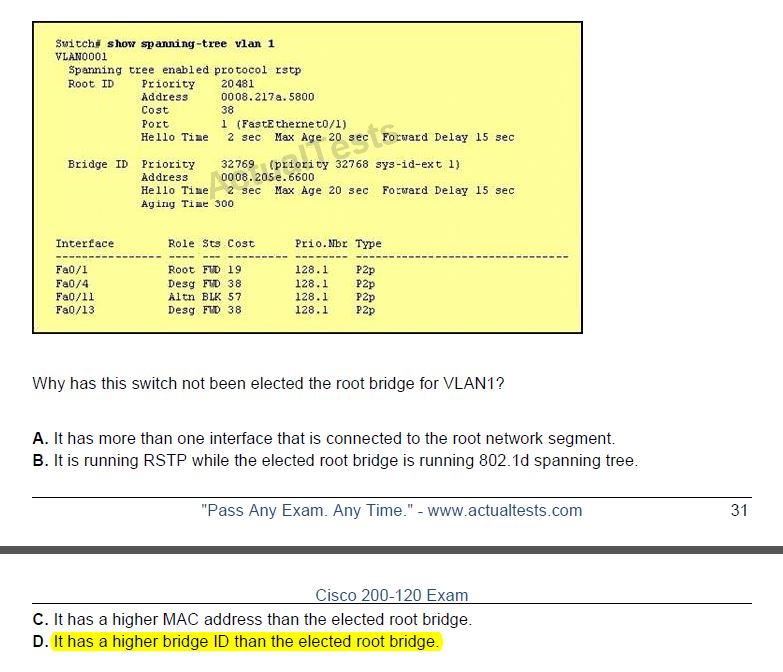 Switch# show spanning-tree vlan 1
VLAN0001
Spanning tree enabled protocol rstp
Root ID Priority 20481
Address 0008.217a.5800
Cost 38
Port 1 (FastEthernet0/1)
Hello Time 2 sec Max Age 20 sec Forward Delay 15 sec
ActualTests
Bridge ID Priority 32769 (priority 32768 sys-id-ext 1)
Address 0008.205e.6600
Hello Time 2 sec Max Age 20 sec Forward Delay 15 sec
Aging Time 300
Interface Role Sts Cost Prio.Nbr Type
Fa0/1 Root FWD 19 128.1 P2p
Fa0/4 Desg FWD 38 128.1 P2p
Fa0/11 Altn BLK 57 128.1 P2p
Fa0/13 Desg FWD 38 128.1 P2p
Why has this switch not been elected the root bridge for VLAN1?
A. It has more than one interface that is connected to the root network segment.
B. It is running RSTP while the elected root bridge is running 802.1d spanning tree.
"Pass Any Exam. Any Time." - www.actualtests.com 31
Cisco 200-120 Exam
C. It has a higher MAC address than the elected root bridge.
D. It has a higher bridge ID than the elected root bridge.